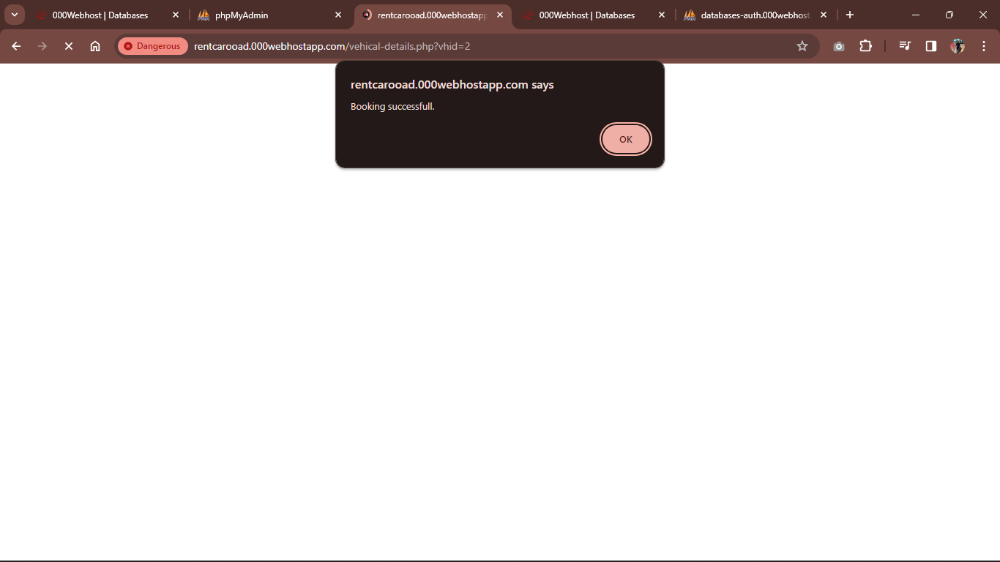 000Webhost | Databases
phpMyAdmin
rentcarooad.000webhostapp
000Webhost | Databases
databases-auth.000webhost
Dangerous
rentcarooad.000webhostapp.com/vehical-details.php?vhid=2
rentcarooad.000webhostapp.com says
Booking successfull.
OK